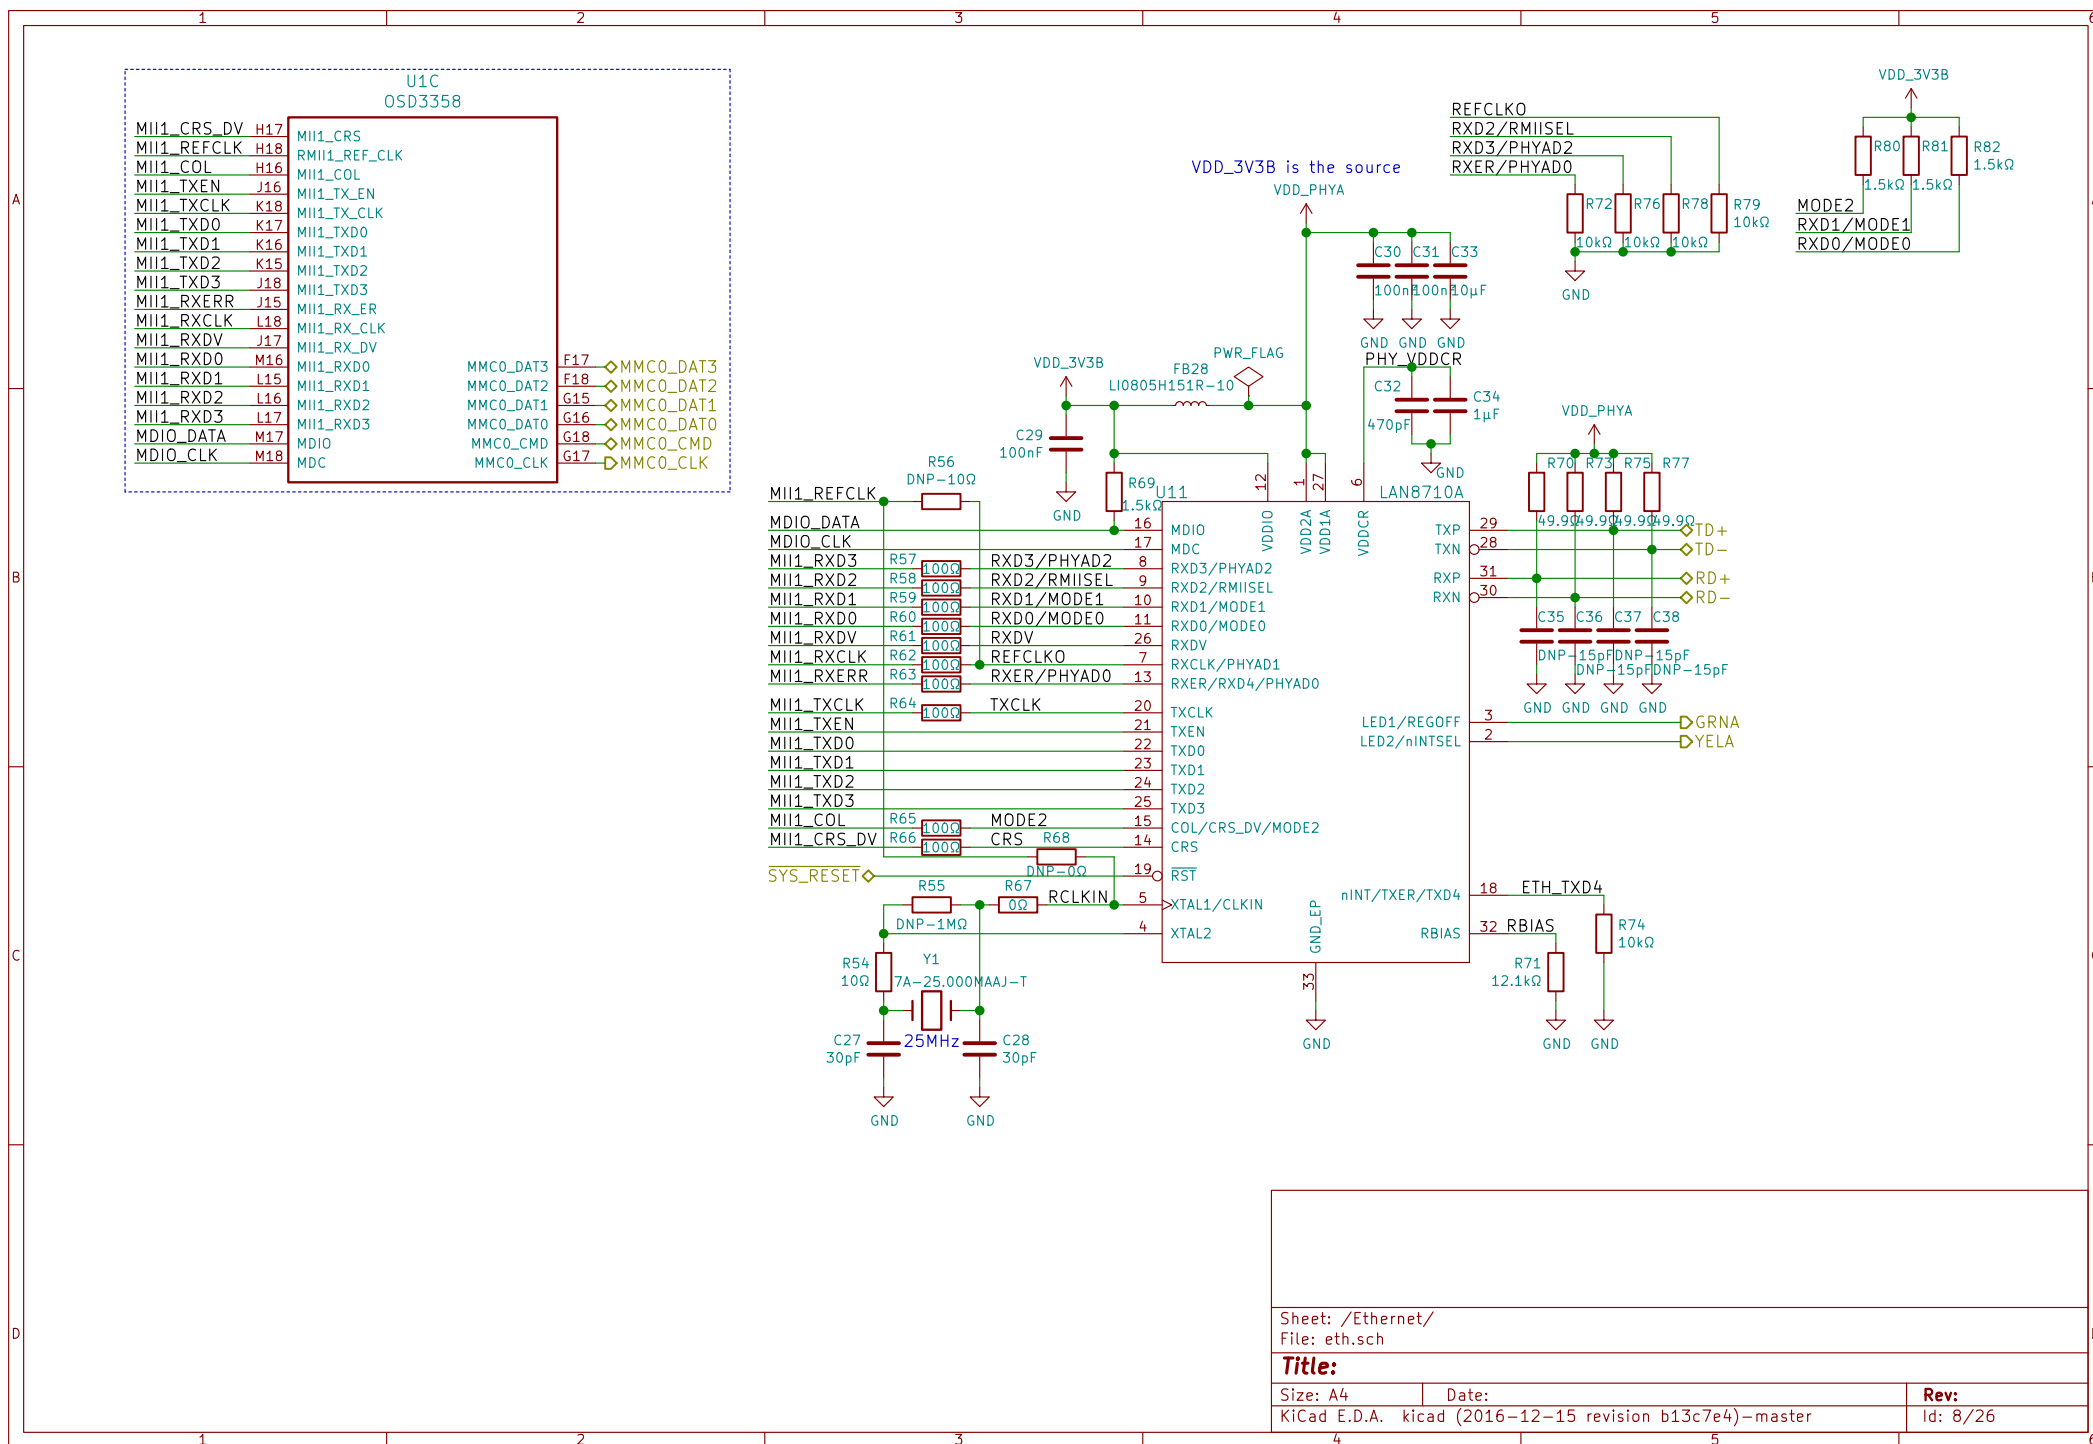 1 2 3 4 5 6
A
B
C
D
U1C
OSD3358
MII1_CRS_DV H17 MII1_CRS
MII1_REFCLK H18 RMII1_REF_CLK
MII1_COL H16 MII1_COL
MII1_TXEN J16 MII1_TX_EN
MII1_TXCLK K18 MII1_TX_CLK
MII1_TXD0 K17 MII1_TXD0
MII1_TXD1 K16 MII1_TXD1
MII1_TXD2 K15 MII1_TXD2
MII1_TXD3 J18 MII1_TXD3
MII1_RXERR J15 MII1_RX_ER
MII1_RXCLK L18 MII1_RX_CLK
MII1_RXDV J17 MII1_RX_DV
MII1_RXD0 M16 MII1_RXD0 MMC0_DAT3 F17 MMC0_DAT3
MII1_RXD1 L15 MII1_RXD1 MMC0_DAT2 F18 MMC0_DAT2
MII1_RXD2 L16 MII1_RXD2 MMC0_DAT1 G15 MMC0_DAT1
MII1_RXD3 L17 MII1_RXD3 MMC0_DAT0 G16 MMC0_DAT0
MDIO_DATA M17 MDIO MMC0_CMD G18 MMC0_CMD
MDIO_CLK M18 MDC MMC0_CLK G17 MMC0_CLK
VDD_3V3B is the source
VDD_PHYA
C30 C31 C33
100nF 100nF 10µF
GND GND GND
REFCLKO
RXD2/RMIISEL
RXD3/PHYAD2
RXER/PHYAD0
R72 R76 R78 R79
10kΩ 10kΩ 10kΩ 10kΩ
GND
VDD_3V3B
R80 R81 R82
1.5kΩ 1.5kΩ 1.5kΩ
MODE2
RXD1/MODE1
RXD0/MODE0
VDD_3V3B
FB28
LI0805H151R-10
PWR_FLAG
C29
100nF
GND
R69
1.5kΩ
PHY_VDDCR
C32
470pF
C34
1µF
GND
VDD_PHYA
R70 R73 R75 R77
49.9Ω 49.9Ω 49.9Ω 49.9Ω
U11 LAN8710A
12 VDDIO
1 VDD2A
27 VDD1A
6 VDDCR
R56
DNP-10Ω
MII1_REFCLK
MDIO_DATA 16 MDIO
MDIO_CLK 17 MDC
MII1_RXD3 R57 100Ω RXD3/PHYAD2 8 RXD3/PHYAD2
MII1_RXD2 R58 100Ω RXD2/RMIISEL 9 RXD2/RMIISEL
MII1_RXD1 R59 100Ω RXD1/MODE1 10 RXD1/MODE1
MII1_RXD0 R60 100Ω RXD0/MODE0 11 RXD0/MODE0
MII1_RXDV R61 100Ω RXDV 26 RXDV
MII1_RXCLK R62 100Ω REFCLKO 7 RXCLK/PHYAD1
MII1_RXERR R63 100Ω RXER/PHYAD0 13 RXER/RXD4/PHYAD0
MII1_TXCLK R64 100Ω TXCLK 20 TXCLK
MII1_TXEN 21 TXEN
MII1_TXD0 22 TXD0
MII1_TXD1 23 TXD1
MII1_TXD2 24 TXD2
MII1_TXD3 25 TXD3
MII1_COL R65 100Ω MODE2 15 COL/CRS_DV/MODE2
MII1_CRS_DV R66 100Ω CRS 14 CRS
R68
DNP-0Ω
SYS_RESET 19 RST
R55
DNP-1MΩ
R67
0Ω
RCLKIN 5 XTAL1/CLKIN
4 XTAL2
TXP 29 TD+
TXN 28 TD-
RXP 31 RD+
RXN 30 RD-
C35 C36 C37 C38
DNP-15pF DNP-15pF
DNP-15pF DNP-15pF
GND GND GND GND
LED1/REGOFF 3 GRNA
LED2/nINTSEL 2 YELA
nINT/TXER/TXD4 18 ETH_TXD4
RBIAS 32 RBIAS
R74
10kΩ
R71
12.1kΩ
GND GND
GND_EP
33
GND
R54
10Ω
Y1
7A-25.000MAAJ-T
25MHz
C27
30pF
C28
30pF
GND GND
Sheet: /Ethernet/
File: eth.sch
Title:
Size: A4 Date: Rev:
KiCad E.D.A. kicad (2016-12-15 revision b13c7e4)-master Id: 8/26
1 2 3 4 5 6